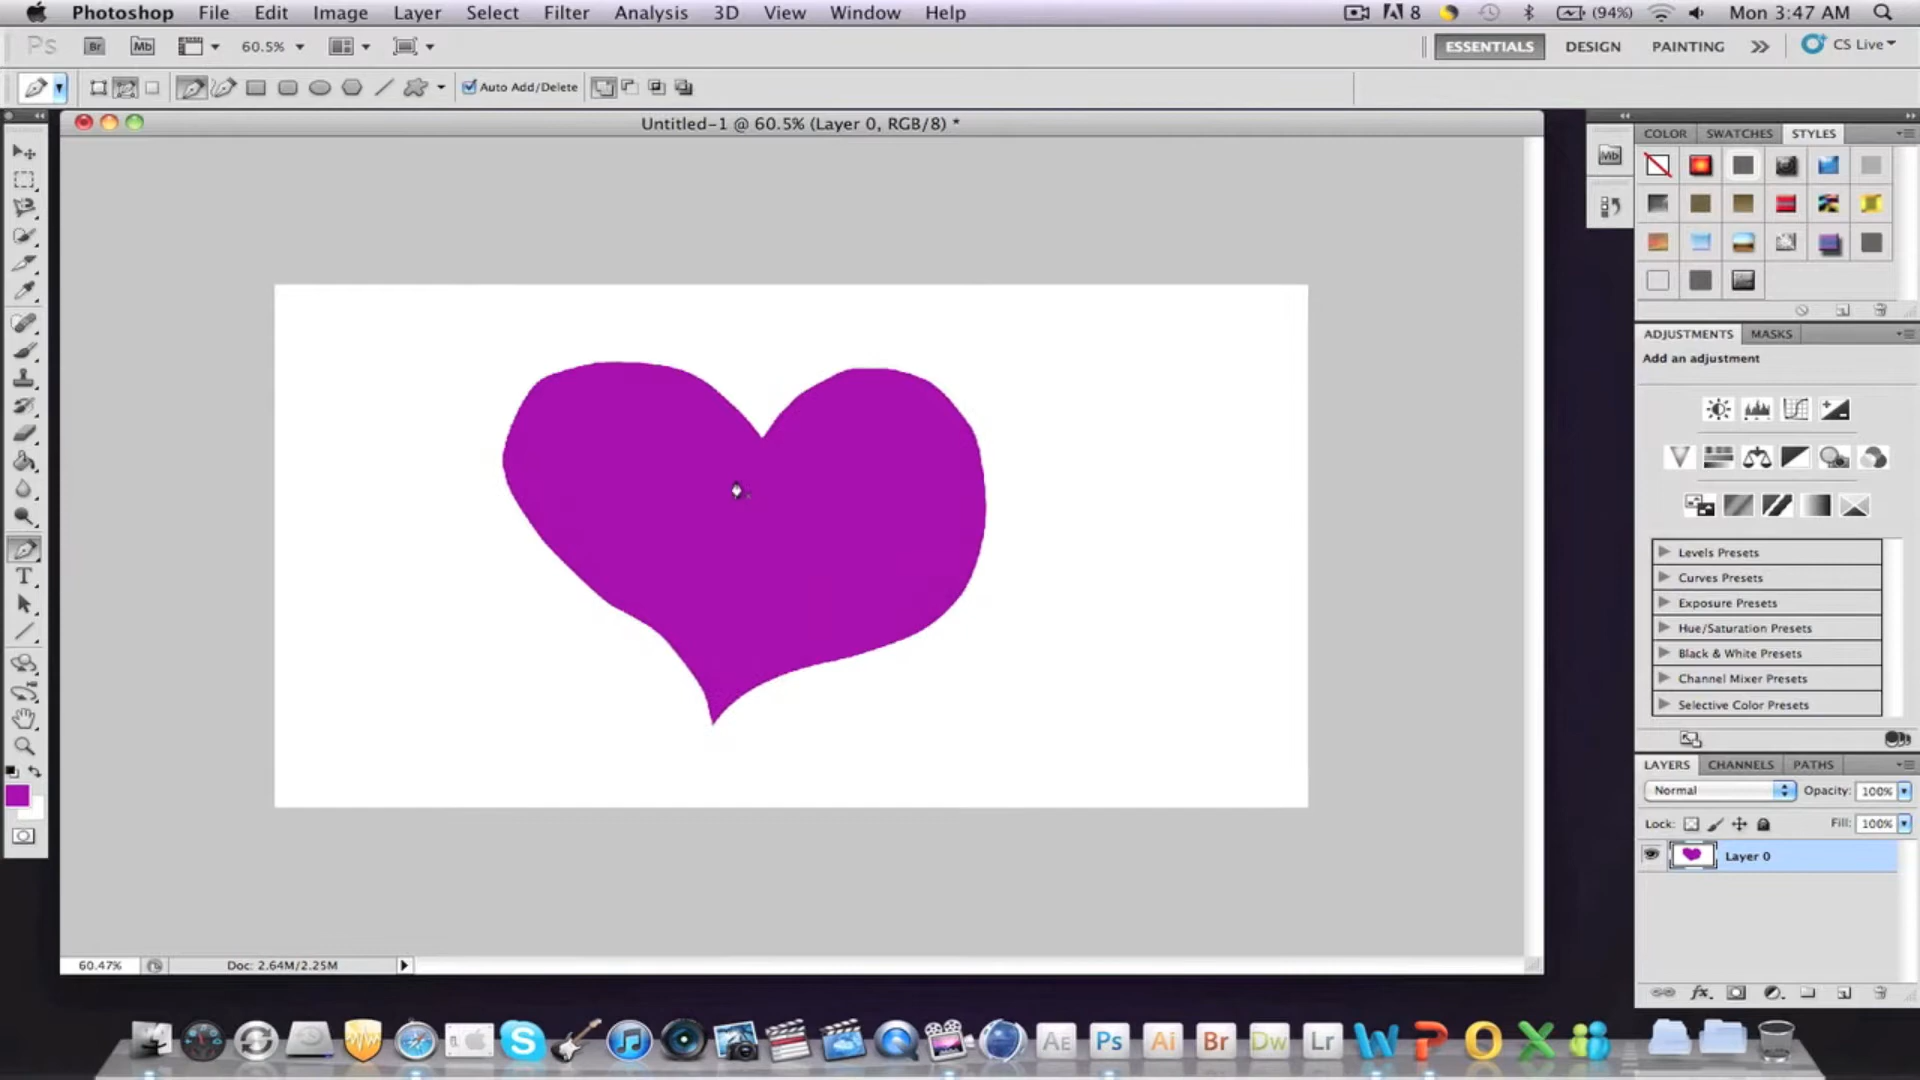 Photoshop File Edit Image Layer Select Filter Analysis 3D View Window Help 8 (94%) Mon 3:47 AM
Ps Br Mb 60.5% ESSENTIALS DESIGN PAINTING CS Live
Auto Add/Delete
Untitled-1 @ 60.5% (Layer 0, RGB/8) *
COLOR SWATCHES STYLES
Mb
ADJUSTMENTS MASKS
Add an adjustment
Levels Presets
Curves Presets
Exposure Presets
Hue/Saturation Presets
Black & White Presets
Channel Mixer Presets
Selective Color Presets
T
LAYERS CHANNELS PATHS
Normal Opacity: 100%
Lock: Fill: 100%
Layer 0
60.47% Doc: 2.64M/2.25M
fx
AE Ps Ai Br Dw Lr W P O X